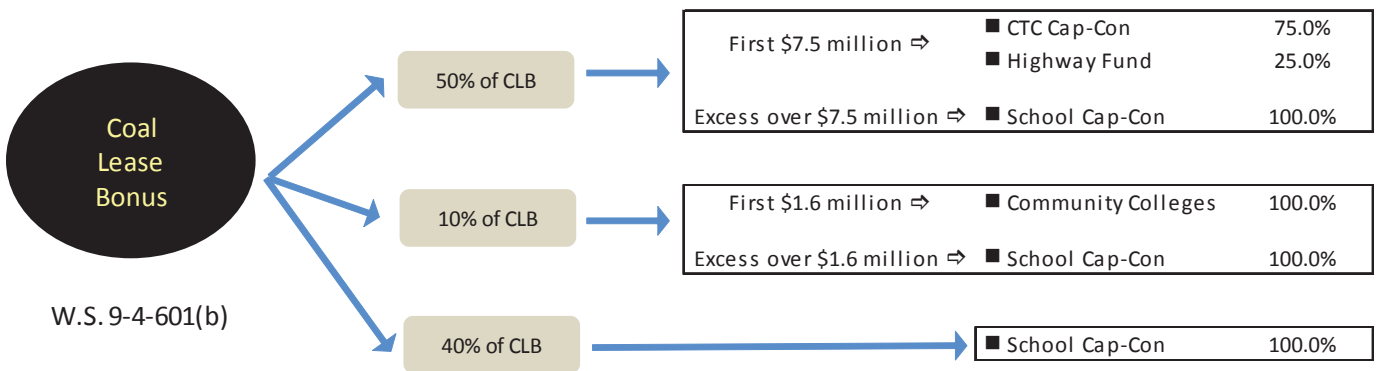 Coal
Lease
Bonus
W.S. 9-4-601(b)
50% of CLB
First $7.5 million ⇨ ■ CTC Cap-Con 75.0%
■ Highway Fund 25.0%
Excess over $7.5 million ⇨ ■ School Cap-Con 100.0%
10% of CLB
First $1.6 million ⇨ ■ Community Colleges 100.0%
Excess over $1.6 million ⇨ ■ School Cap-Con 100.0%
40% of CLB
■ School Cap-Con 100.0%